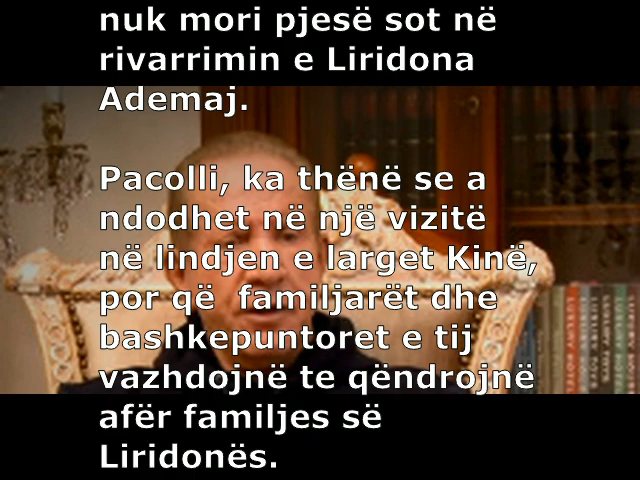 nuk mori pjesë sot në
rivarrimin e Liridona
Ademaj.
Pacolli, ka thënë se a
ndodhet në një vizitë
në lindjen e larget Kinë,
por që familjarët dhe
bashkepuntoret e tij
vazhdojnë te qëndrojnë
afër familjes së
Liridonës.